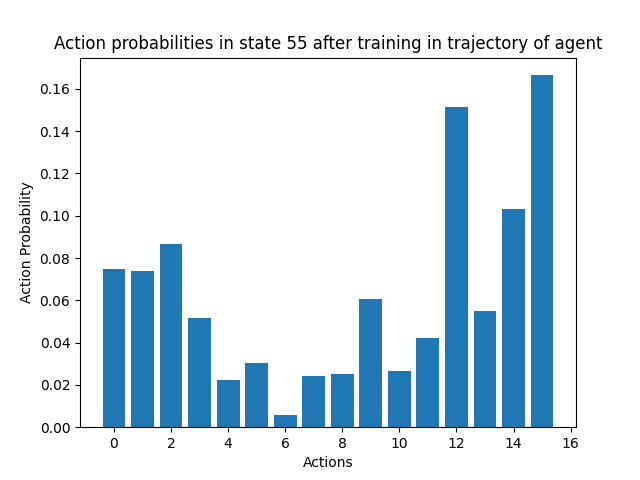 Action probabilities in state 55 after training in trajectory of agent
0.16
0.14
0.12
0.10
0.08
0.06
0.04
0.02
0.00
Action Probability
0 2 4 6 8 10 12 14 16
Actions